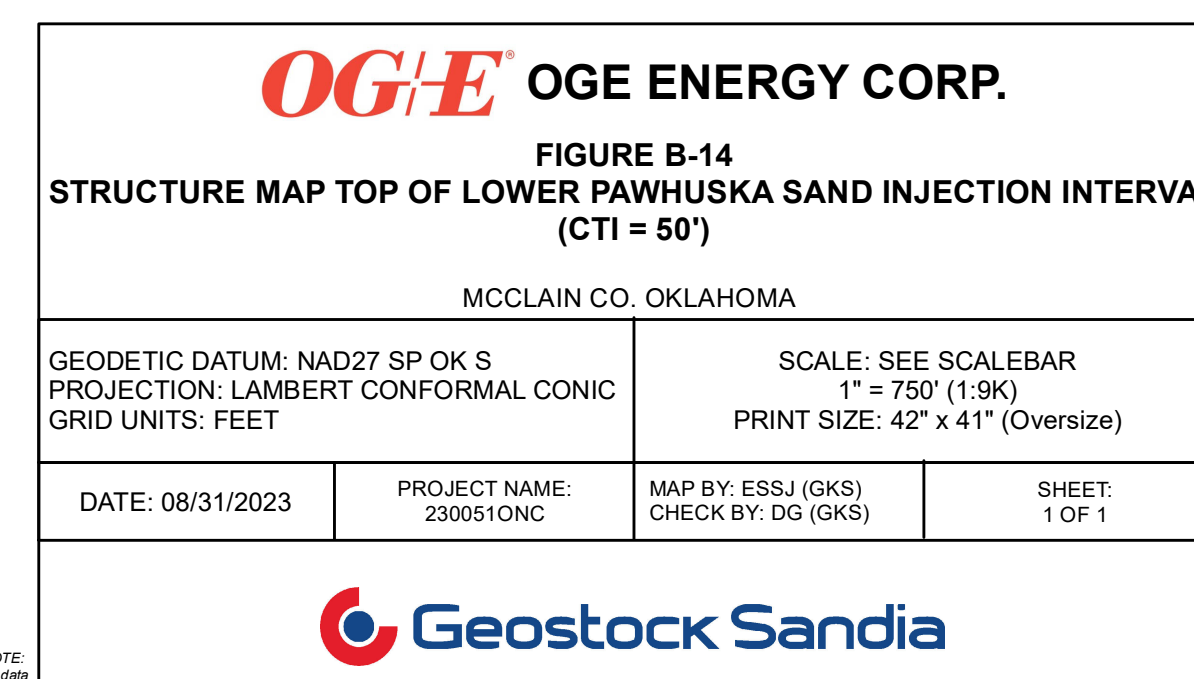 OG+E® OGE ENERGY CORP.
FIGURE B-14
STRUCTURE MAP TOP OF LOWER PAWHUSKA SAND INJECTION INTERVA
(CTI = 50')
MCCLAIN CO. OKLAHOMA
GEODETIC DATUM: NAD27 SP OK S
PROJECTION: LAMBERT CONFORMAL CONIC
GRID UNITS: FEET
SCALE: SEE SCALEBAR
1" = 750' (1:9K)
PRINT SIZE: 42" x 41" (Oversize)
DATE: 08/31/2023
PROJECT NAME:
230051ONC
MAP BY: ESSJ (GKS)
CHECK BY: DG (GKS)
SHEET:
1 OF 1
Geostock Sandia
OTE:
data